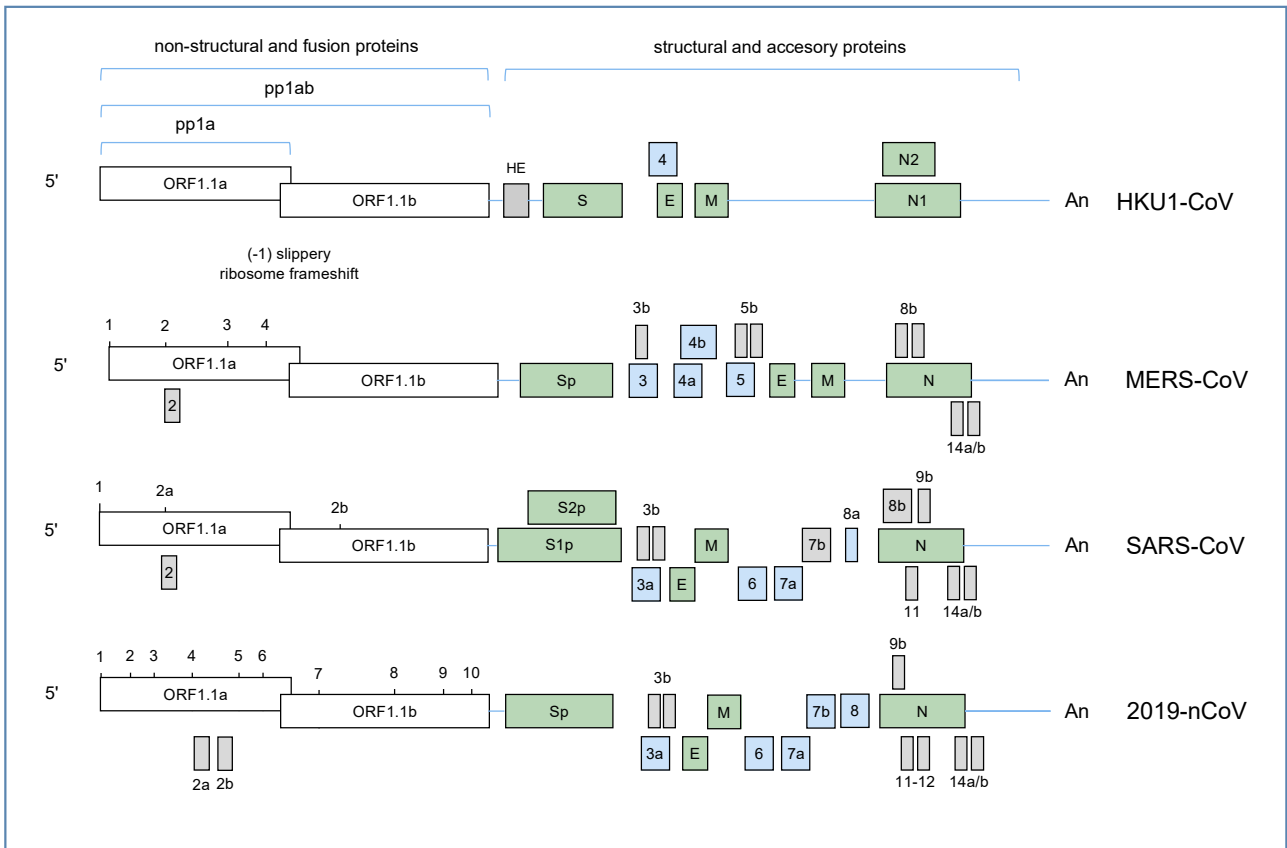 non-structural and fusion proteins
structural and accesory proteins
pp1ab
pp1a
5'
ORF1.1a
ORF1.1b
HE
S
4
E
M
N2
N1
An
HKU1-CoV
(-1) slippery
ribosome frameshift
1
2
3
4
5'
ORF1.1a
2
ORF1.1b
Sp
3b
3
4b
4a
5b
5
E
M
8b
N
14a/b
An
MERS-CoV
1
2a
5'
ORF1.1a
2
2b
ORF1.1b
S2p
S1p
3b
3a
E
M
6
7a
7b
8a
8b
9b
N
11
14a/b
An
SARS-CoV
1
2
3
4
5
6
5'
ORF1.1a
2a
2b
7
8
9
10
ORF1.1b
Sp
3b
3a
E
M
6
7a
7b
8
9b
N
11-12
14a/b
An
2019-nCoV